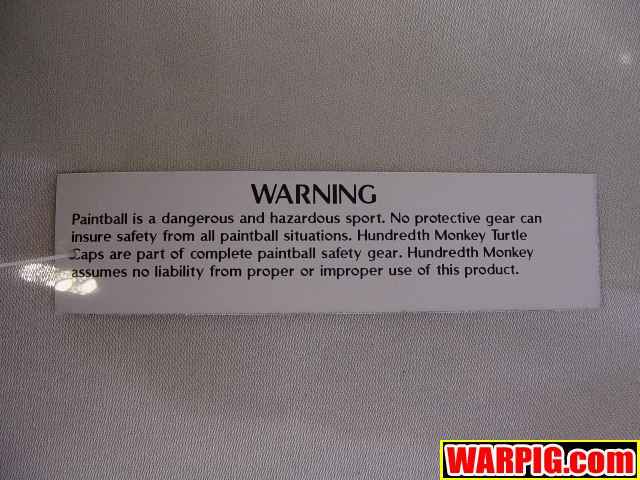 WARNING
Paintball is a dangerous and hazardous sport. No protective gear can
insure safety from all paintball situations. Hundredth Monkey Turtle
Caps are part of complete paintball safety gear. Hundredth Monkey
assumes no liability from proper or improper use of this product.
WARPIG.com